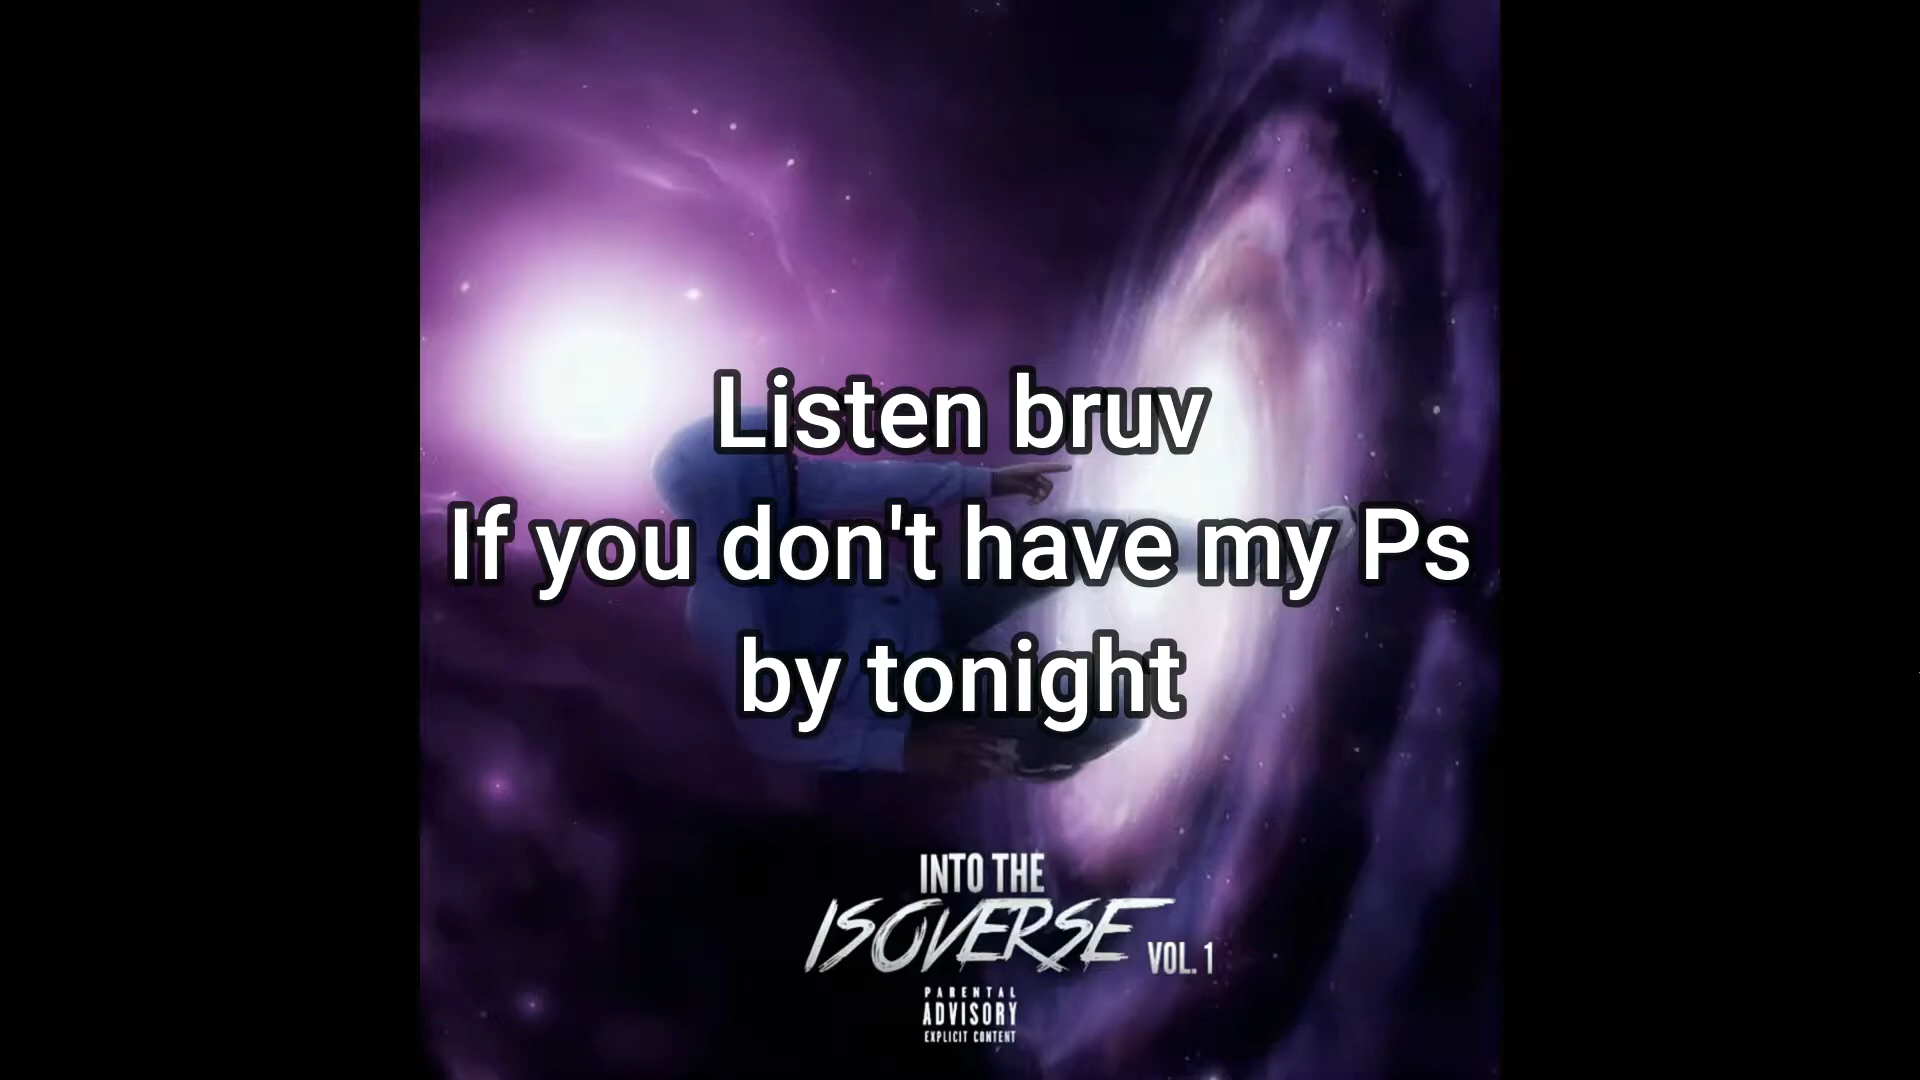 Listen bruv
If you don't have my Ps
by tonight
INTO THE
ISOVERSE VOL. 1
PARENTAL
ADVISORY
EXPLICIT CONTENT